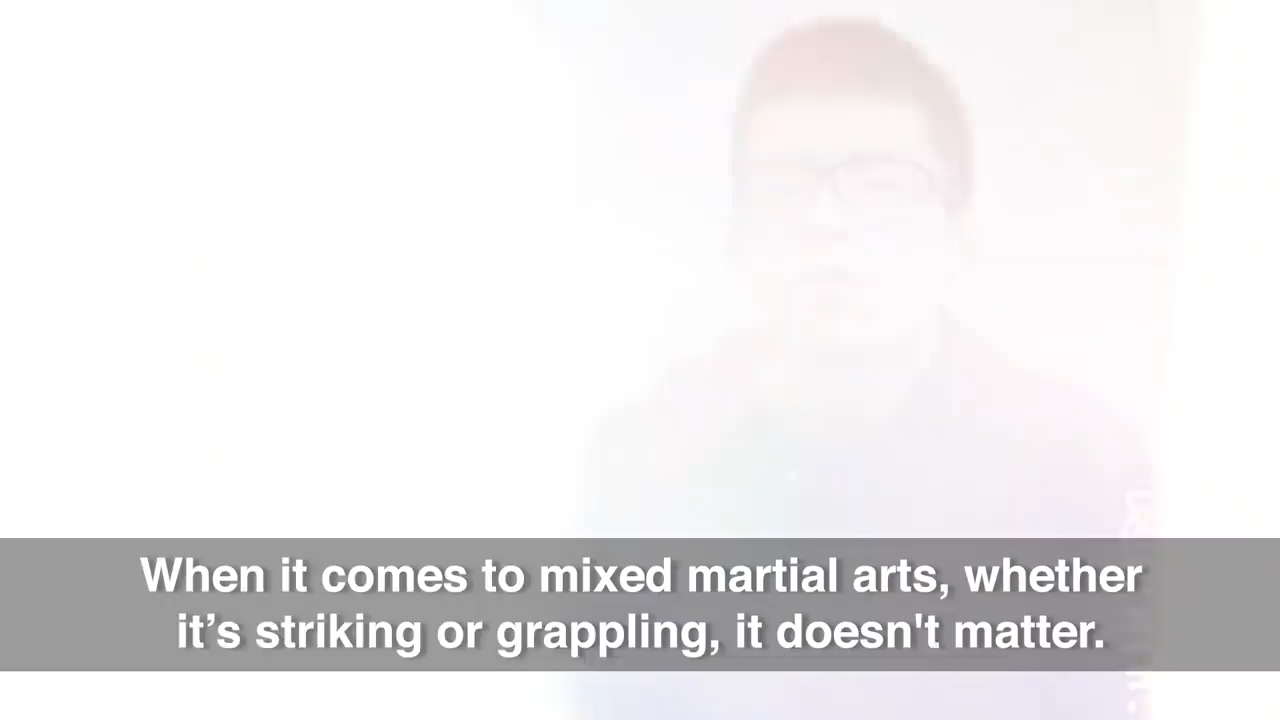 When it comes to mixed martial arts, whether
it’s striking or grappling, it doesn't matter.